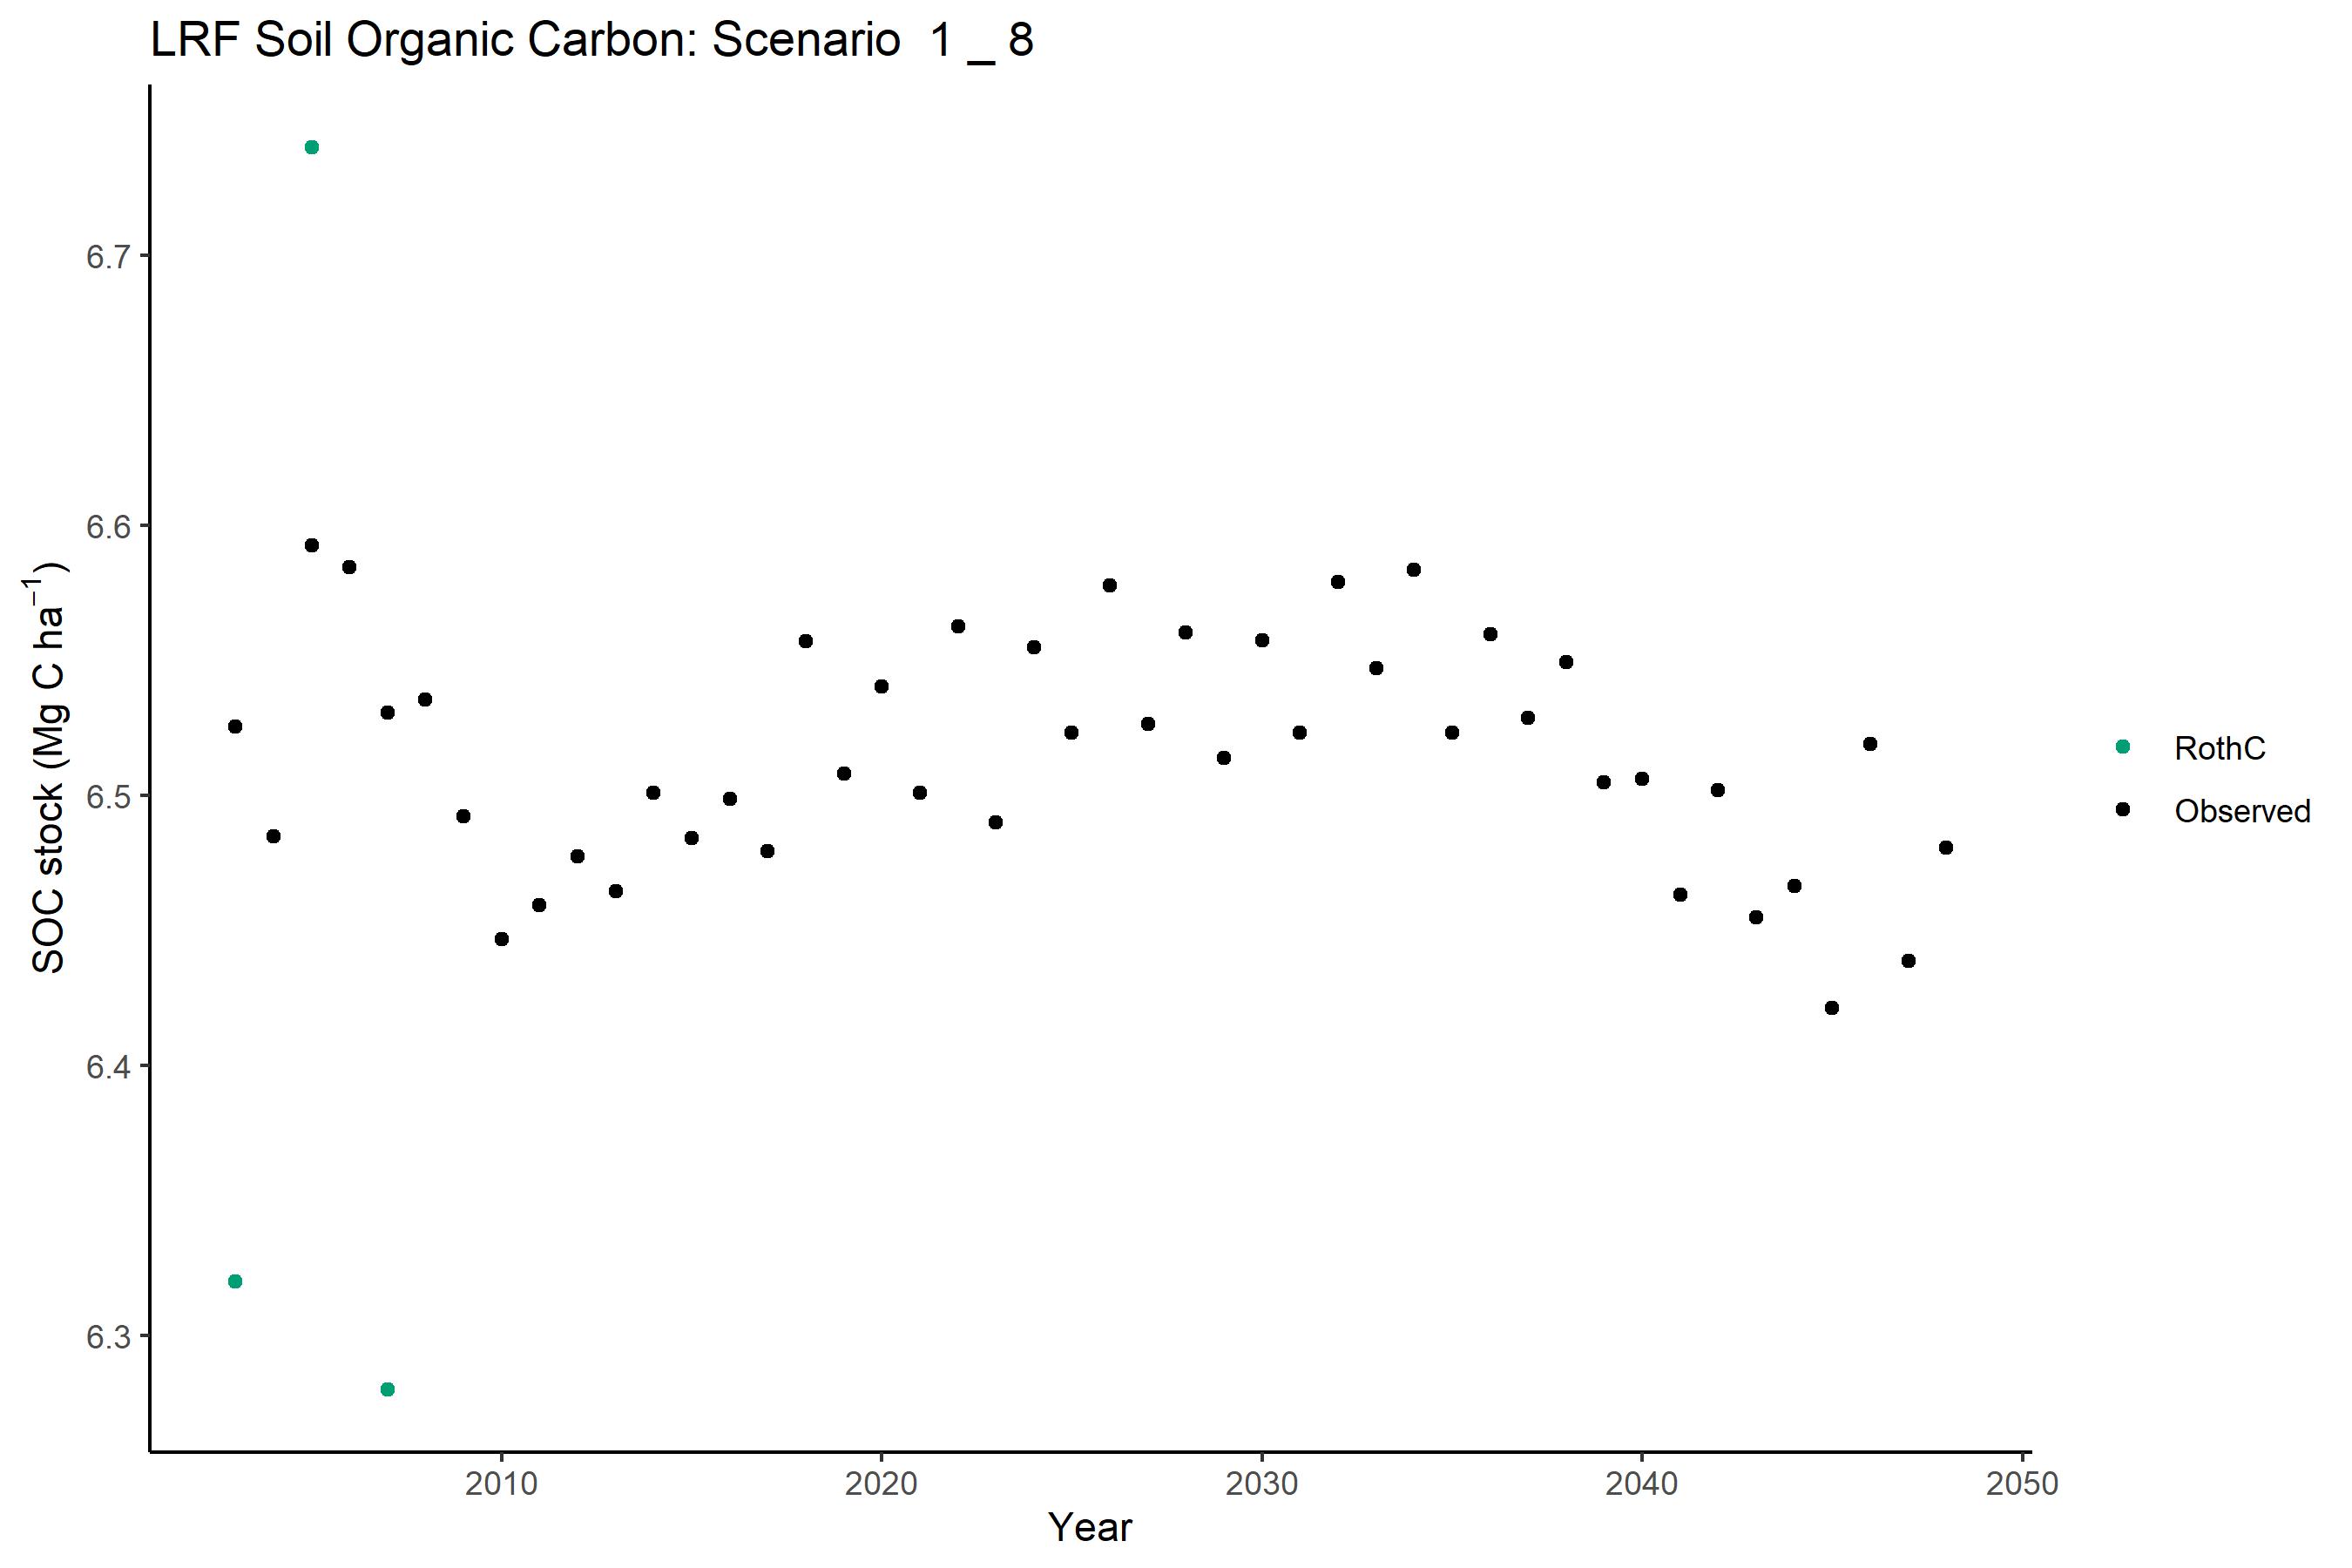 LRF Soil Organic Carbon: Scenario  1 _ 8
SOC stock (Mg C ha⁻¹)
6.7
6.6
6.5
6.4
6.3
2010 2020 2030 2040 2050
Year
RothC
Observed